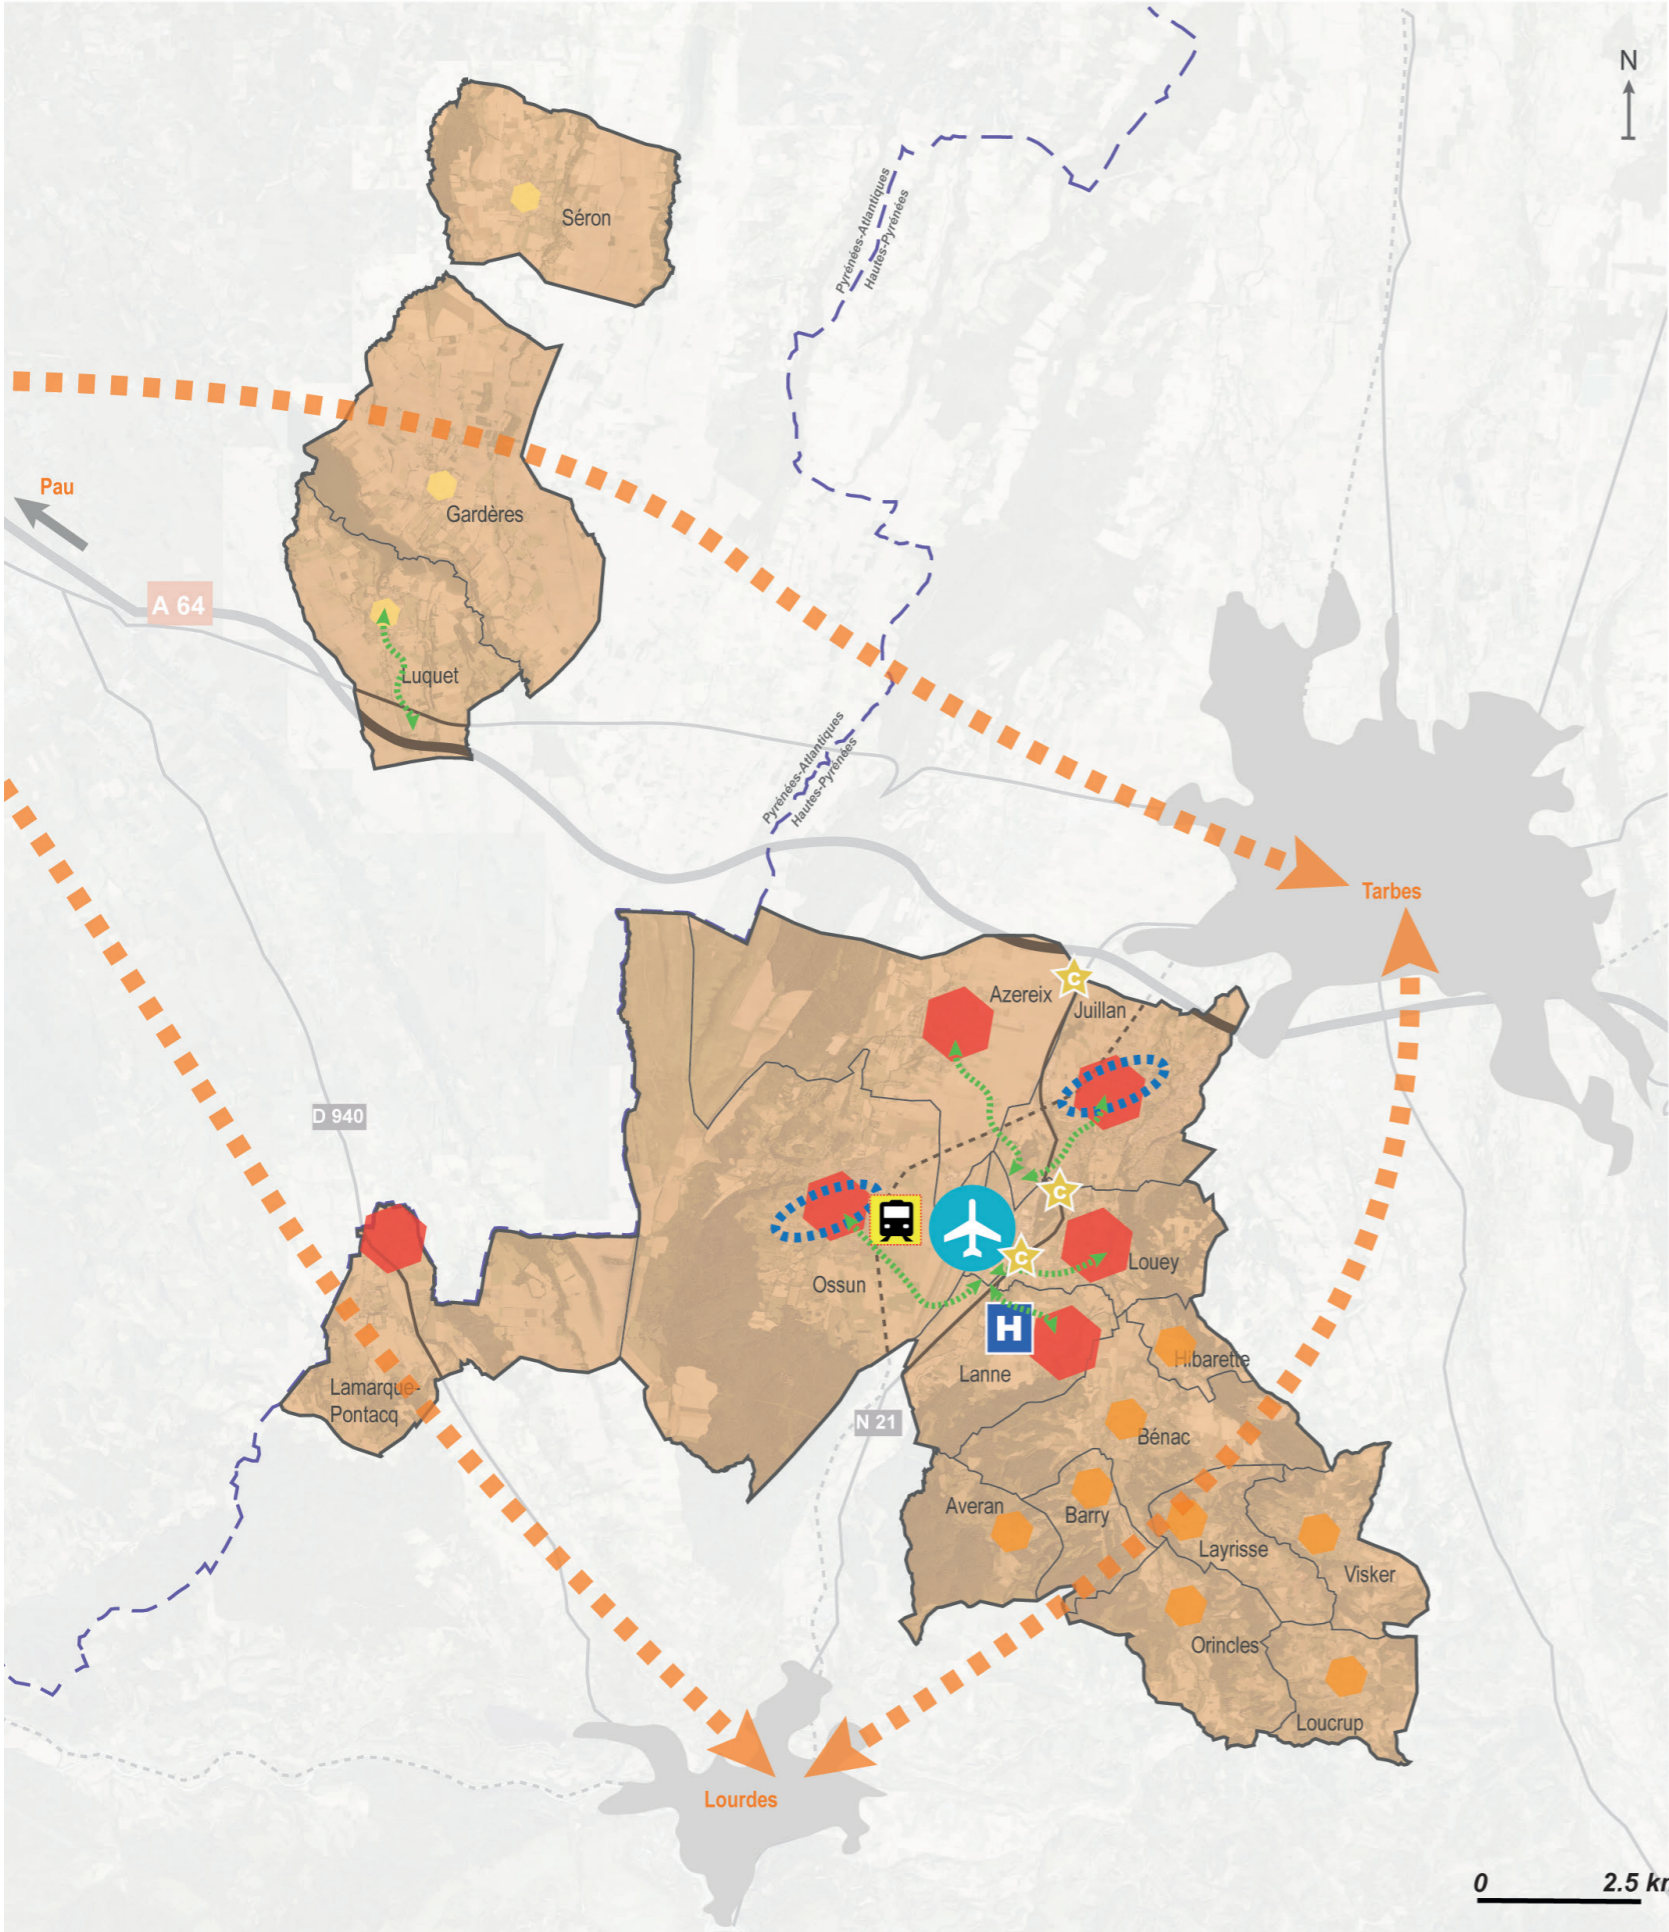 N
Séron
Pyrénées-Atlantiques
Hautes-Pyrénées
Pau
Gardères
A 64
Luquet
Pyrénées-Atlantiques
Hautes-Pyrénées
Tarbes
C
Azereix
Juillan
D 940
C
C
Louey
Ossun
H
Hibarette
Lanne
Lamarque-
Pontacq
N 21
Bénac
Averan
Barry
Layrisse
Visker
Orincles
Loucrup
Lourdes
0 2.5 km